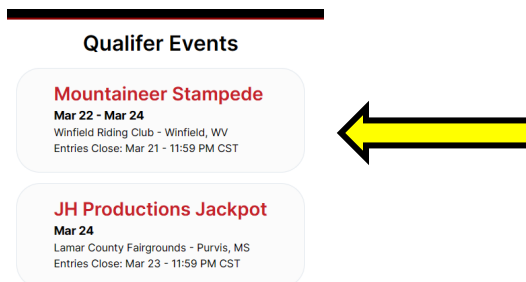 Qualifer Events
Mountaineer Stampede
Mar 22 - Mar 24
Winfield Riding Club - Winfield, WV
Entries Close: Mar 21 - 11:59 PM CST
JH Productions Jackpot
Mar 24
Lamar County Fairgrounds - Purvis, MS
Entries Close: Mar 23 - 11:59 PM CST